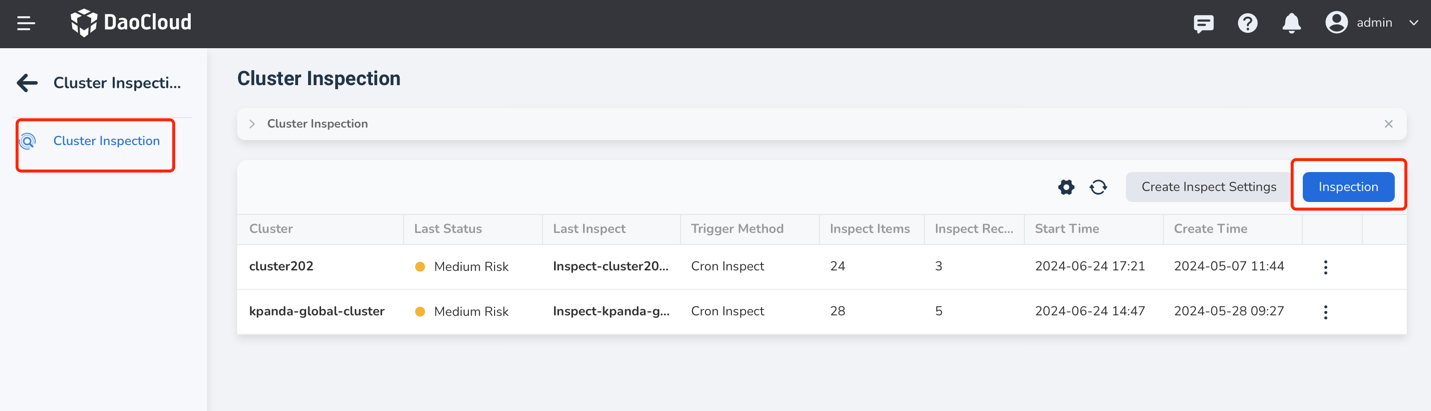 DaoCloud
admin
Cluster Inspecti...
Cluster Inspection
Cluster Inspection
Cluster Inspection
Create Inspect Settings Inspection
Cluster Last Status Last Inspect Trigger Method Inspect Items Inspect Rec... Start Time Create Time
cluster202 Medium Risk Inspect-cluster20... Cron Inspect 24 3 2024-06-24 17:21 2024-05-07 11:44
kpanda-global-cluster Medium Risk Inspect-kpanda-g... Cron Inspect 28 5 2024-06-24 14:47 2024-05-28 09:27